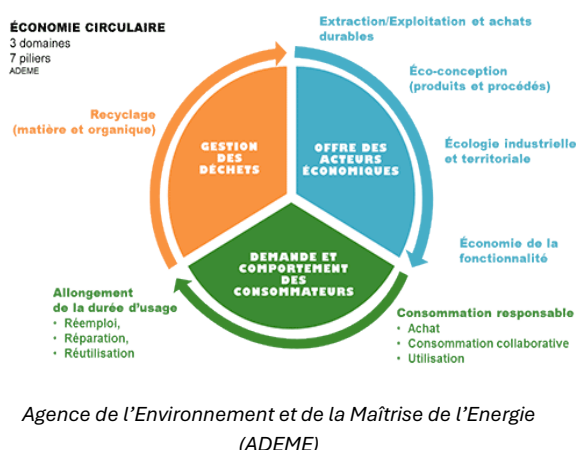 ÉCONOMIE CIRCULAIRE
3 domaines
7 piliers
ADEME
Extraction/Exploitation et achats
durables
Éco-conception
(produits et procédés)
Écologie industrielle
et territoriale
Économie de la
fonctionnalité
Recyclage
(matière et organique)
GESTION
DES
DÉCHETS
OFFRE DES
ACTEURS
ÉCONOMIQUES
DEMANDE ET
COMPORTEMENT
DES
CONSOMMATEURS
Allongement
de la durée d'usage
• Réemploi,
• Réparation,
• Réutilisation
Consommation responsable
• Achat
• Consommation collaborative
• Utilisation
Agence de l'Environnement et de la Maîtrise de l'Energie
(ADEME)